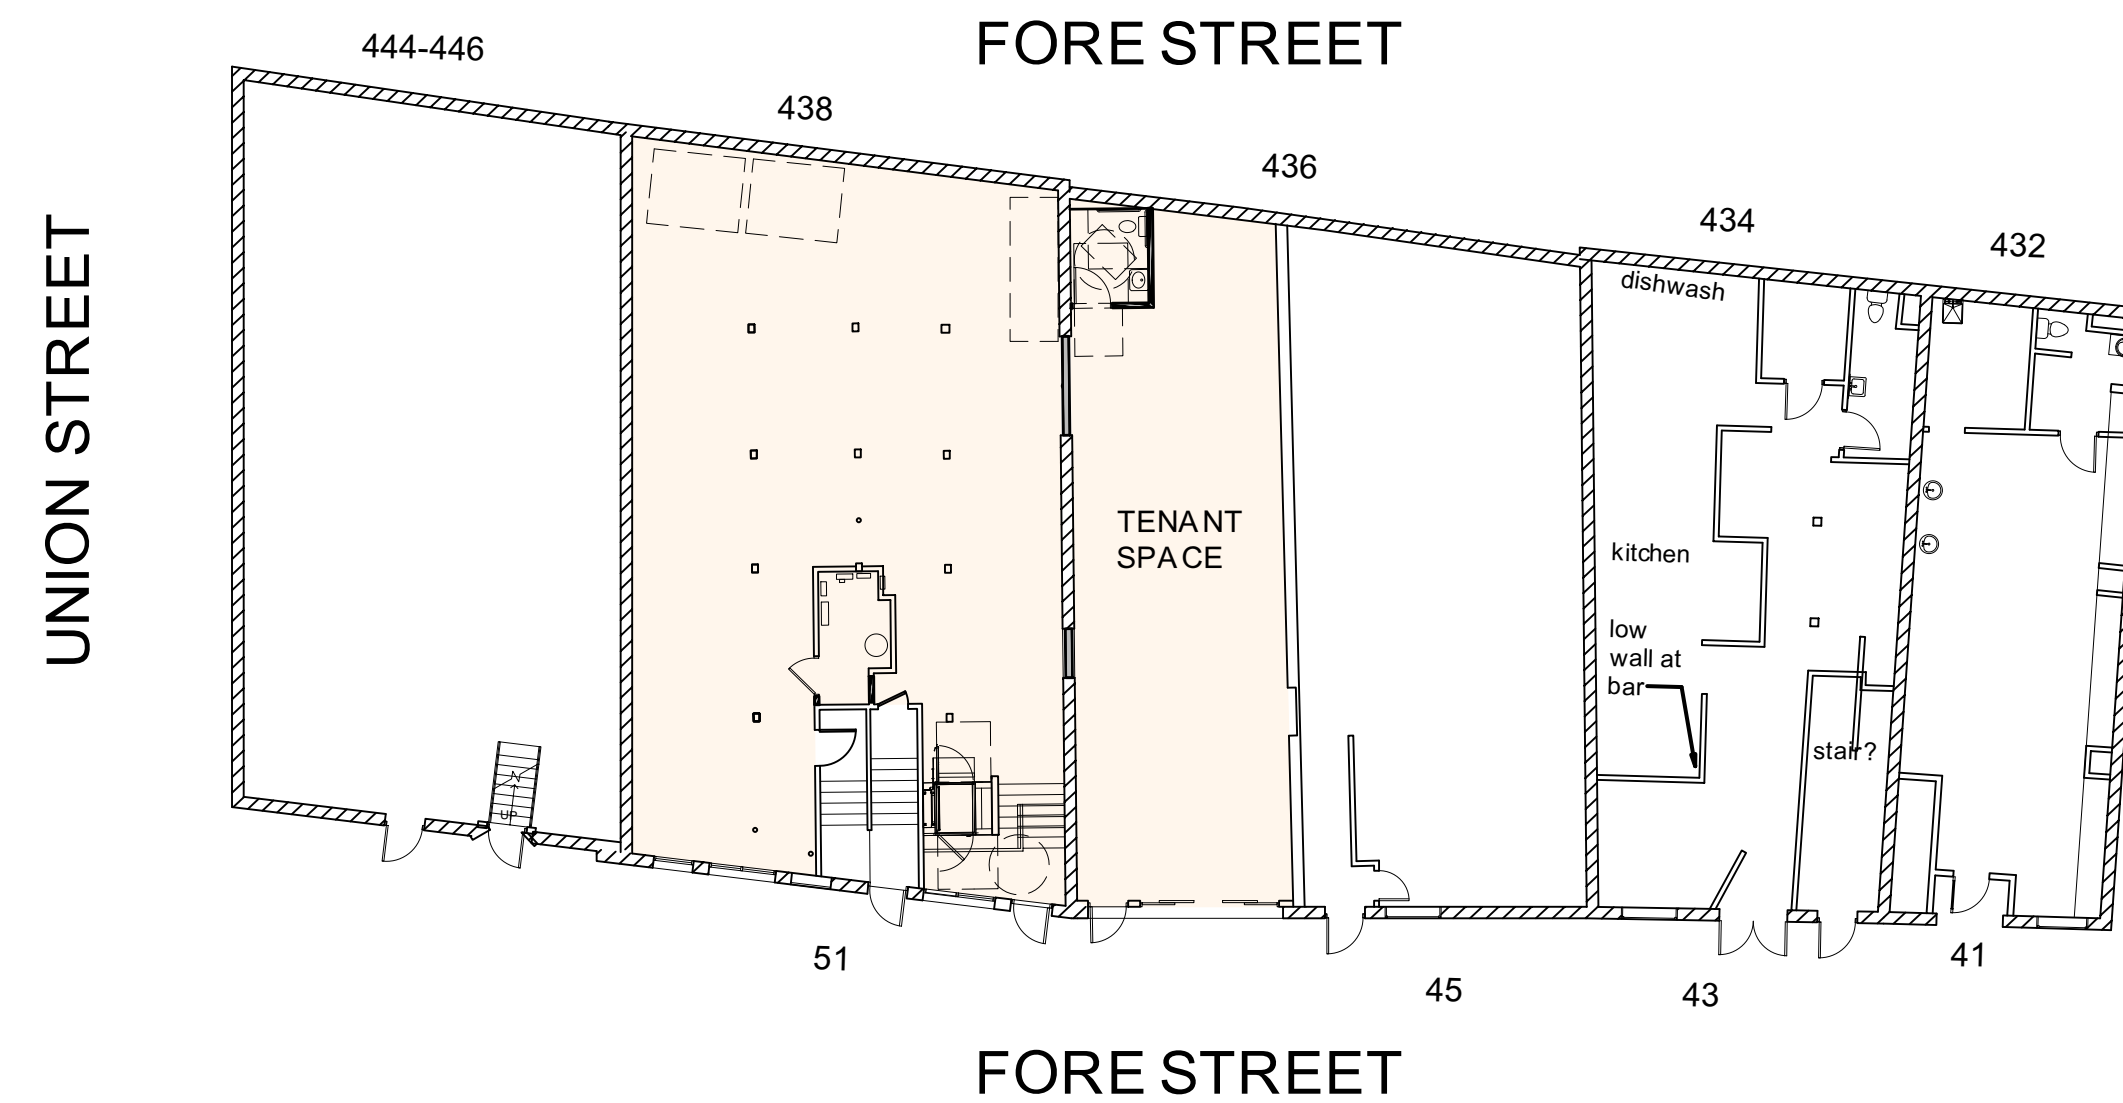 FORE STREET
444-446
438
436
434
432
UNION STREET
dishwash
TENANT
SPACE
kitchen
low
wall at
bar
stair?
UP
51
45
43
41
FORE STREET